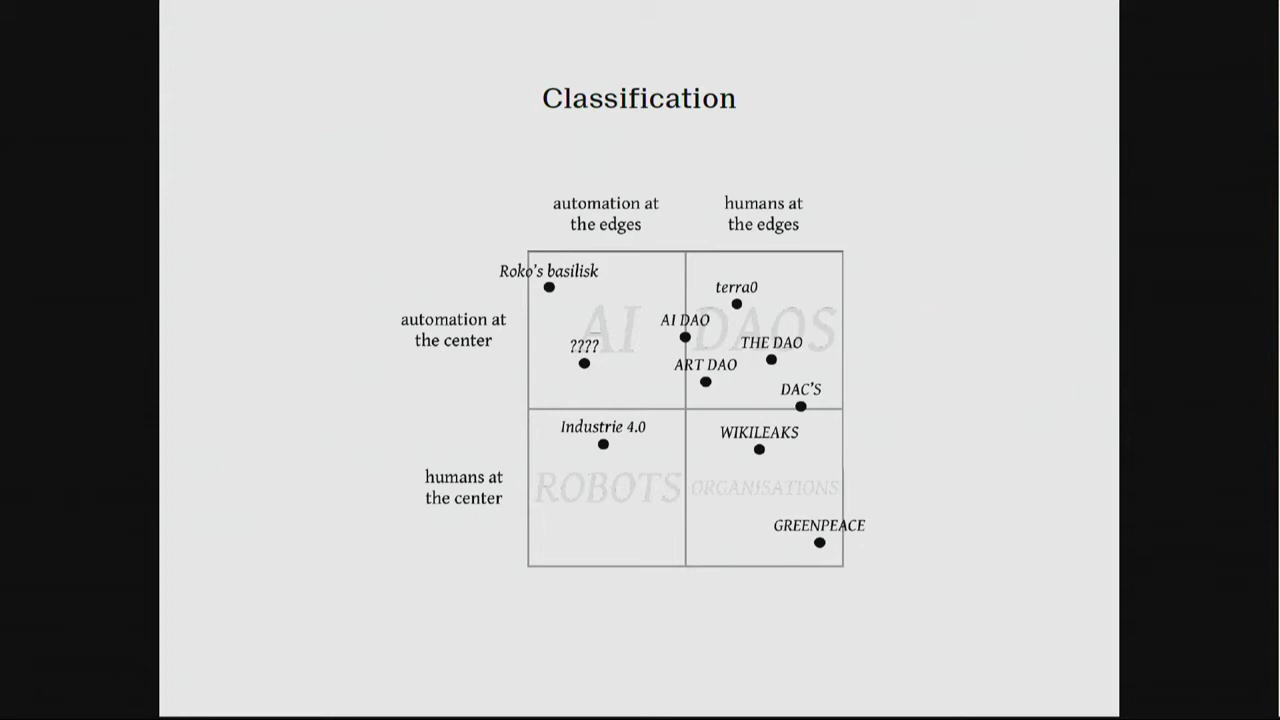 Classification
automation at
the edges
humans at
the edges
Roko's basilisk
terra0
automation at
the center
AI
DAOS
AI DAO
????
THE DAO
ART DAO
DAC'S
Industrie 4.0
WIKILEAKS
humans at
the center
ROBOTS
ORGANISATIONS
GREENPEACE